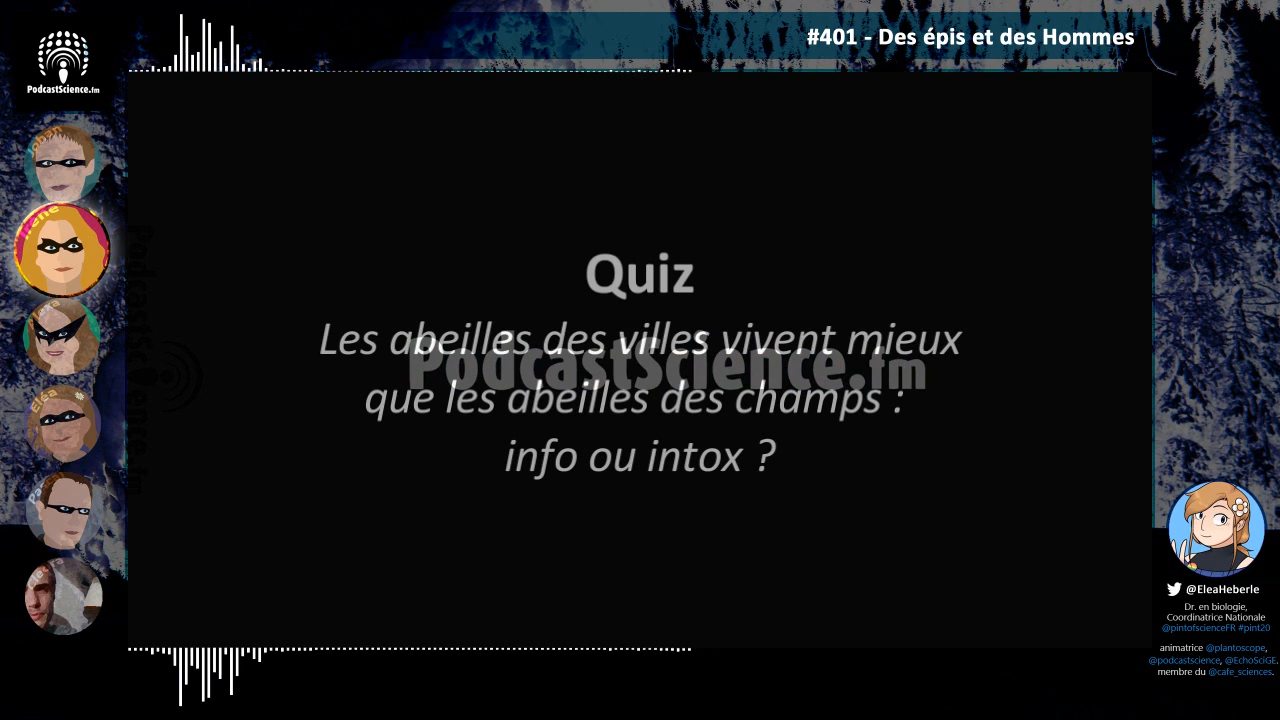 #401 - Des épis et des Hommes
PodcastScience.fm
Irène
Eléa
Quiz
Les abeilles des villes vivent mieux
PodcastScience.fm
que les abeilles des champs :
info ou intox ?
@EleaHeberle
Dr. en biologie,
Coordinatrice Nationale
@pintofscienceFR #pint20
animatrice @plantoscope,
@podcastscience, @EchoSciGE,
membre du @cafe_sciences.